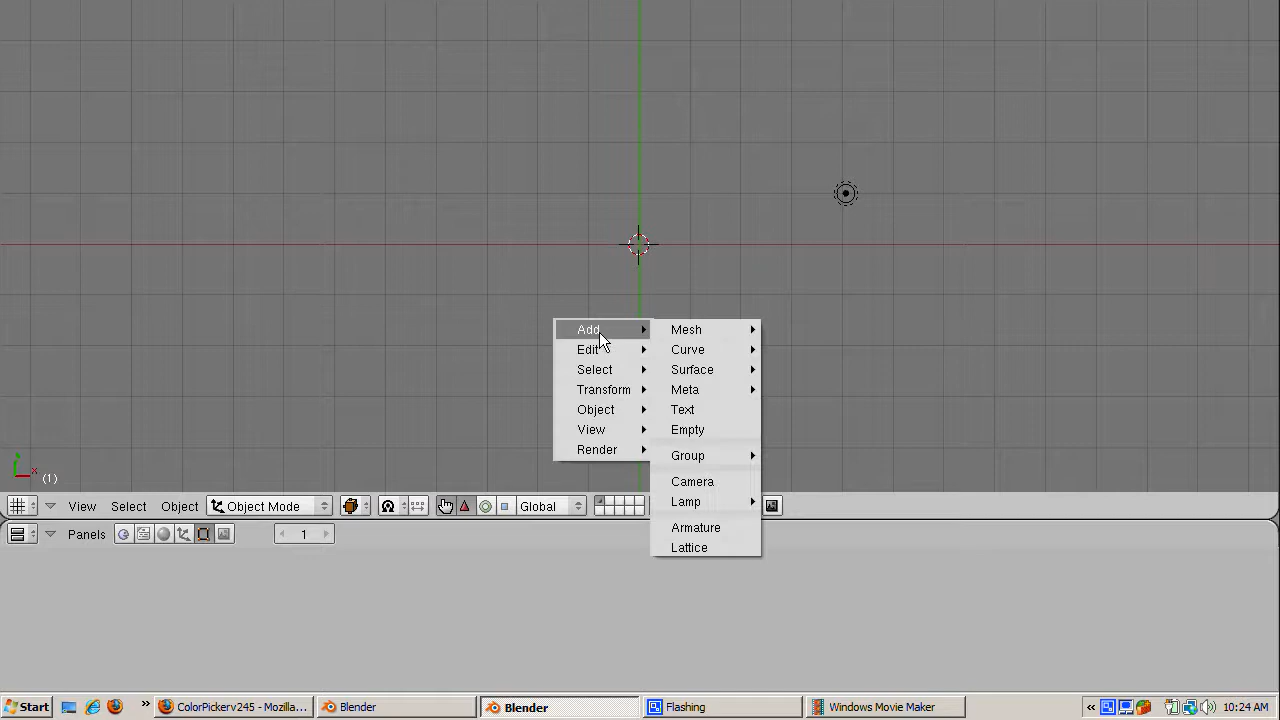 Add
Edit
Select
Transform
Object
View
Render
Mesh
Curve
Surface
Meta
Text
Empty
Group
Camera
Lamp
Armature
Lattice
x
(1)
View Select Object Object Mode Global
Panels 1
Start » ColorPickerv245 - Mozilla... Blender Blender Flashing Windows Movie Maker « 10:24 AM